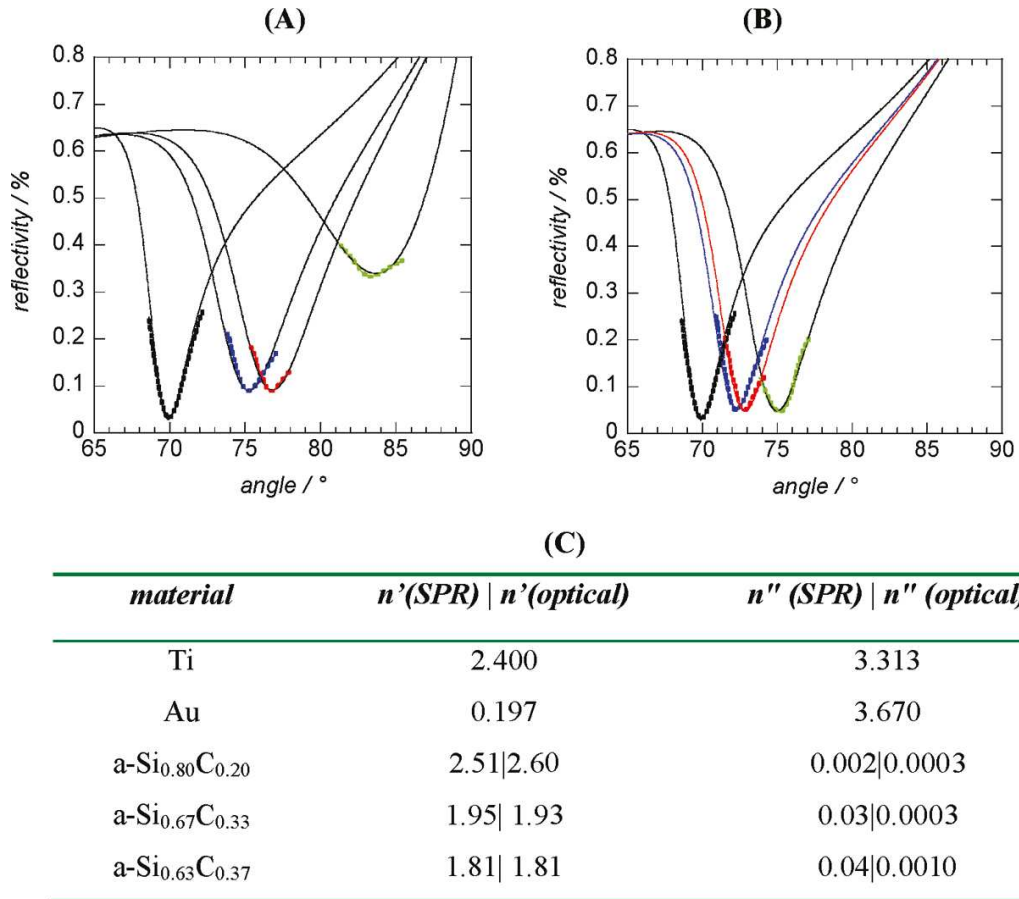 (A)
0.8
0.7
0.6
0.5
0.4
0.3
0.2
0.1
0
reflectivity / %
65 70 75 80 85 90
angle / °
(B)
0.8
0.7
0.6
0.5
0.4
0.3
0.2
0.1
0
reflectivity / %
65 70 75 80 85 90
angle / °
(C)
material n'(SPR) | n'(optical) n" (SPR) | n" (optical)
Ti 2.400 3.313
Au 0.197 3.670
a-Si0.80C0.20 2.51|2.60 0.002|0.0003
a-Si0.67C0.33 1.95| 1.93 0.03|0.0003
a-Si0.63C0.37 1.81| 1.81 0.04|0.0010